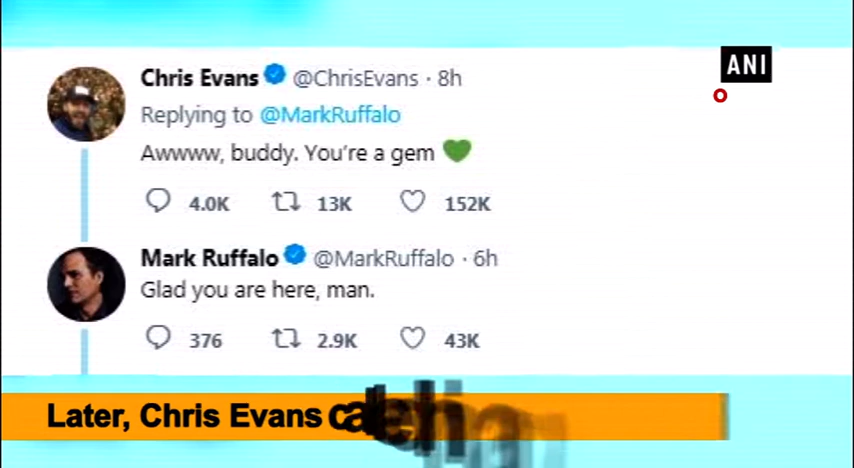 ANI
Chris Evans @ChrisEvans · 8h
Replying to @MarkRuffalo
Awwww, buddy. You're a gem 💚
4.0K 13K 152K
Mark Ruffalo @MarkRuffalo · 6h
Glad you are here, man.
376 2.9K 43K
Later, Chris Evans